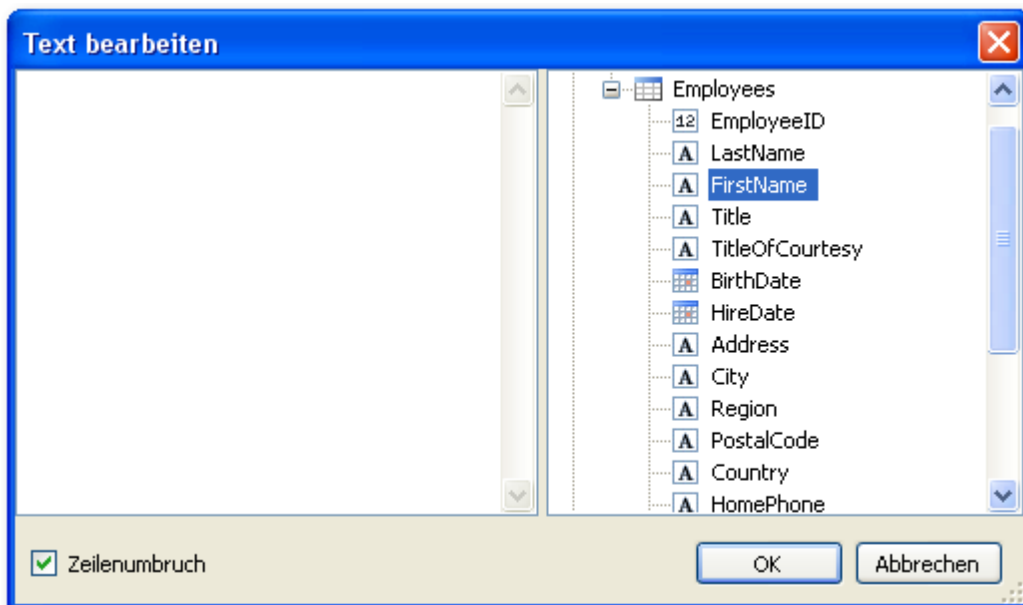 Text bearbeiten
Employees
12 EmployeeID
A LastName
A FirstName
A Title
A TitleOfCourtesy
BirthDate
HireDate
A Address
A City
A Region
A PostalCode
A Country
A HomePhone
Zeilenumbruch
OK
Abbrechen